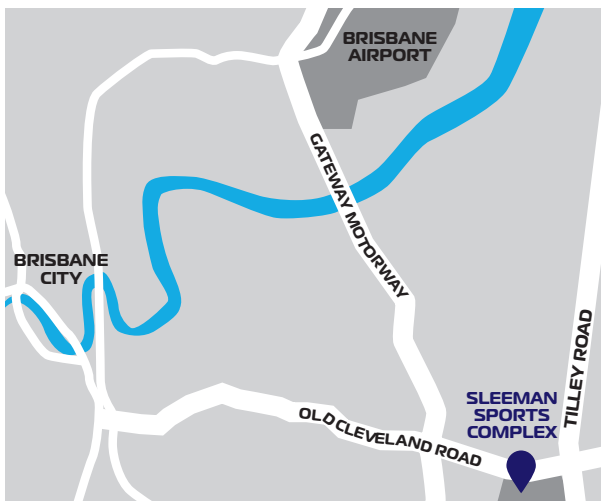 BRISBANE
AIRPORT
GATEWAY MOTORWAY
BRISBANE
CITY
TILLEY ROAD
SLEEMAN
SPORTS
COMPLEX
OLD CLEVELAND ROAD